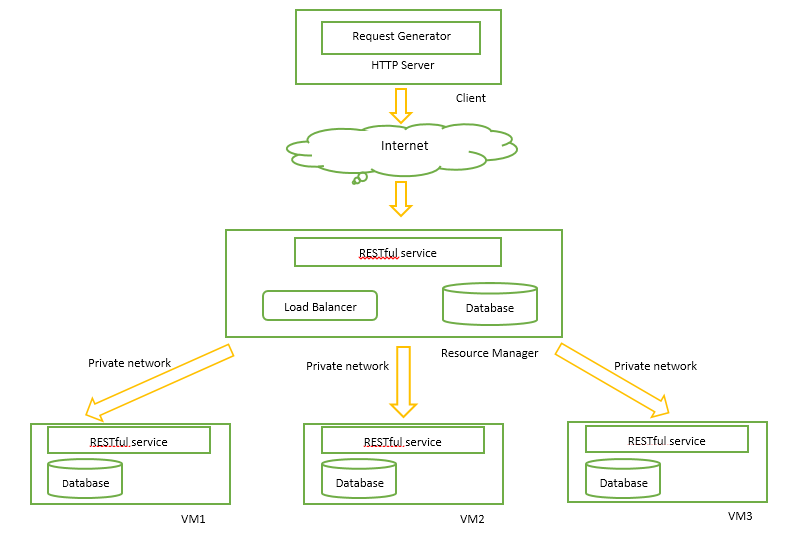 Request Generator
HTTP Server
Client
Internet
RESTful service
Load Balancer
Database
Resource Manager
Private network
Private network
Private network
RESTful service
Database
VM1
RESTful service
Database
VM2
RESTful service
Database
VM3